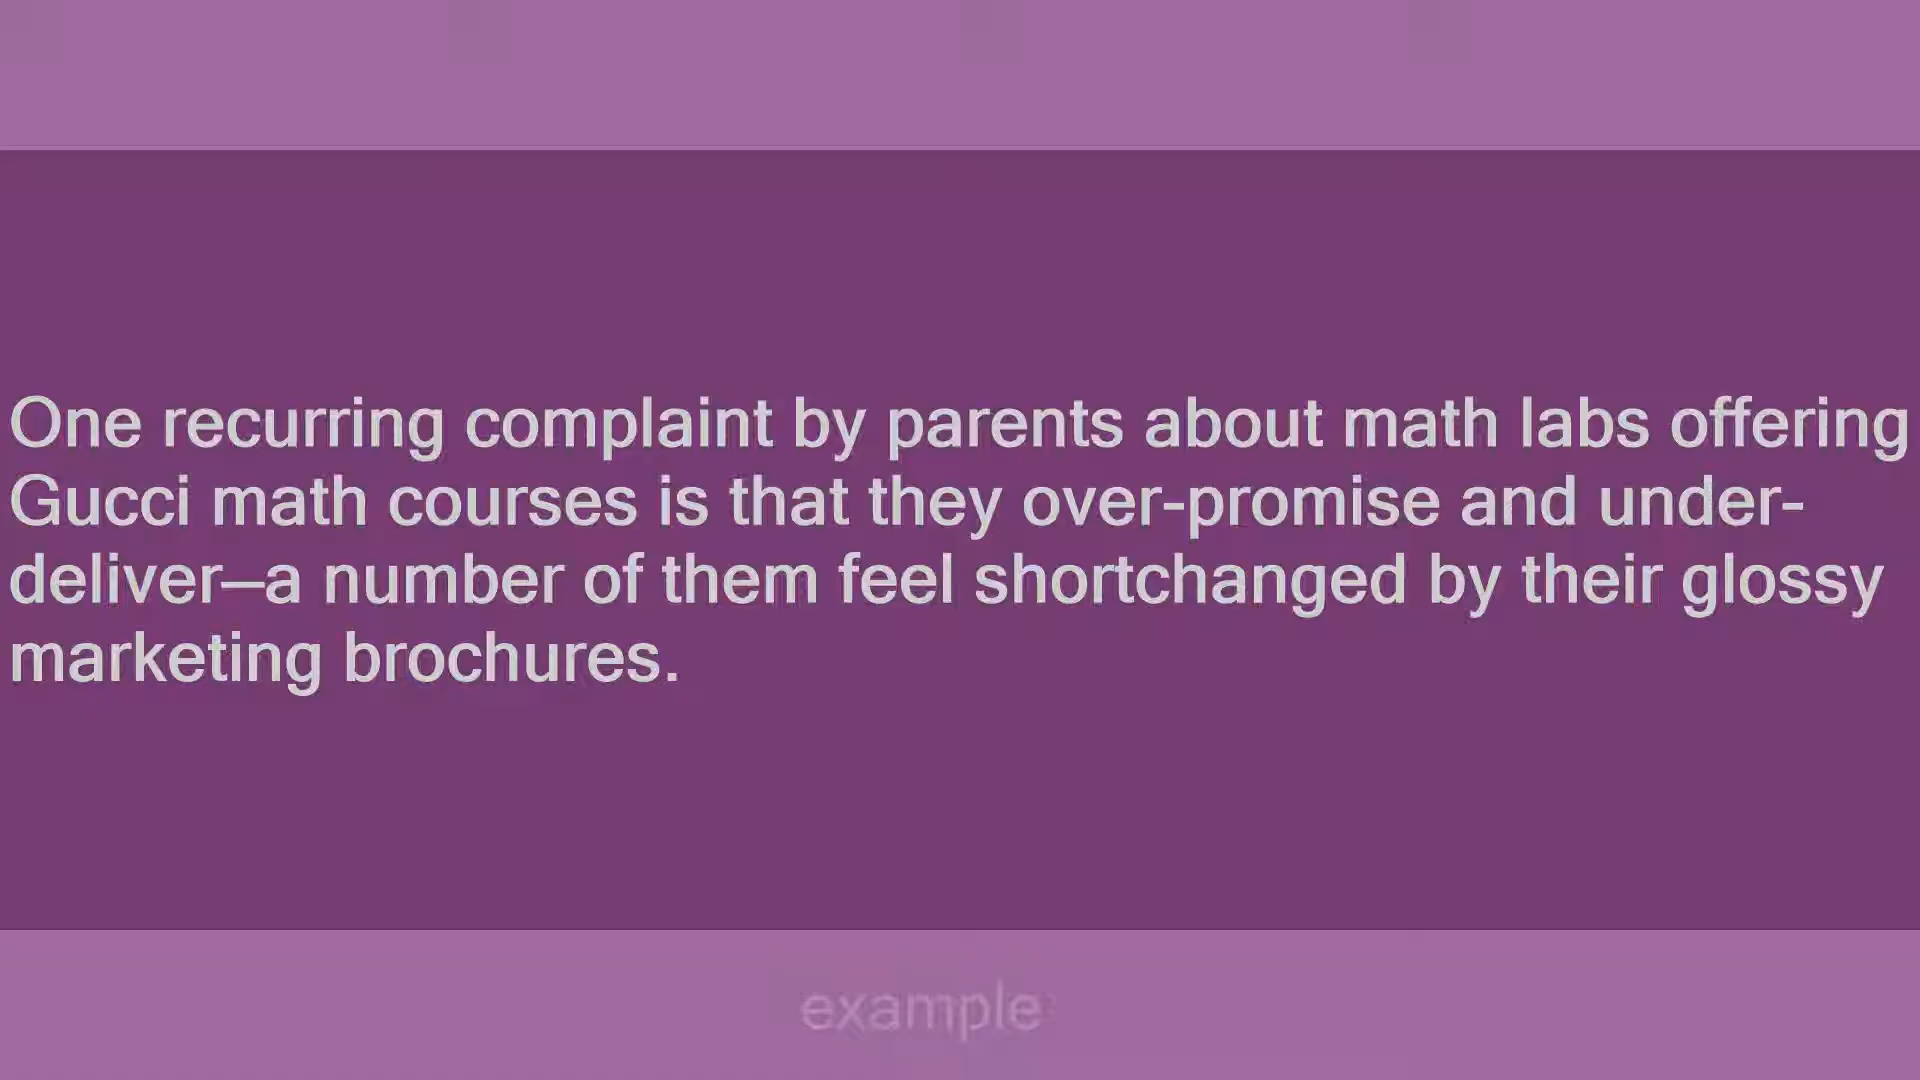 One recurring complaint by parents about math labs offering
Gucci math courses is that they over-promise and under-
deliver—a number of them feel shortchanged by their glossy
marketing brochures.
example